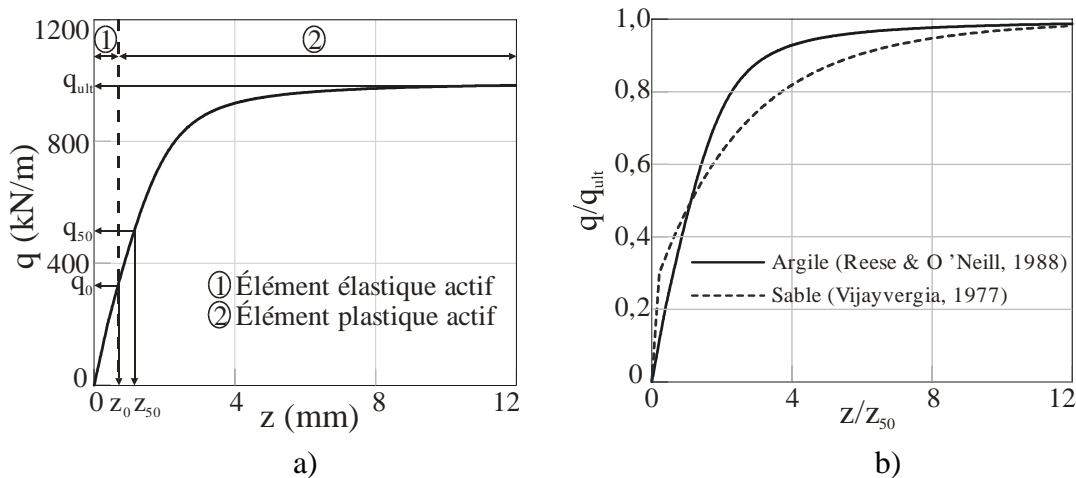 1200
① ②
q_ult
800
q (kN/m)
q_50
400
q_0
① Élément élastique actif
② Élément plastique actif
0
0 z_0 z_50 4 8 12
z (mm)
a)
1,0
0,8
q/q_ult
0,6
0,4
Argile (Reese & O 'Neill, 1988)
Sable (Vijayvergia, 1977)
0,2
0
0 4 8 12
z/z_50
b)